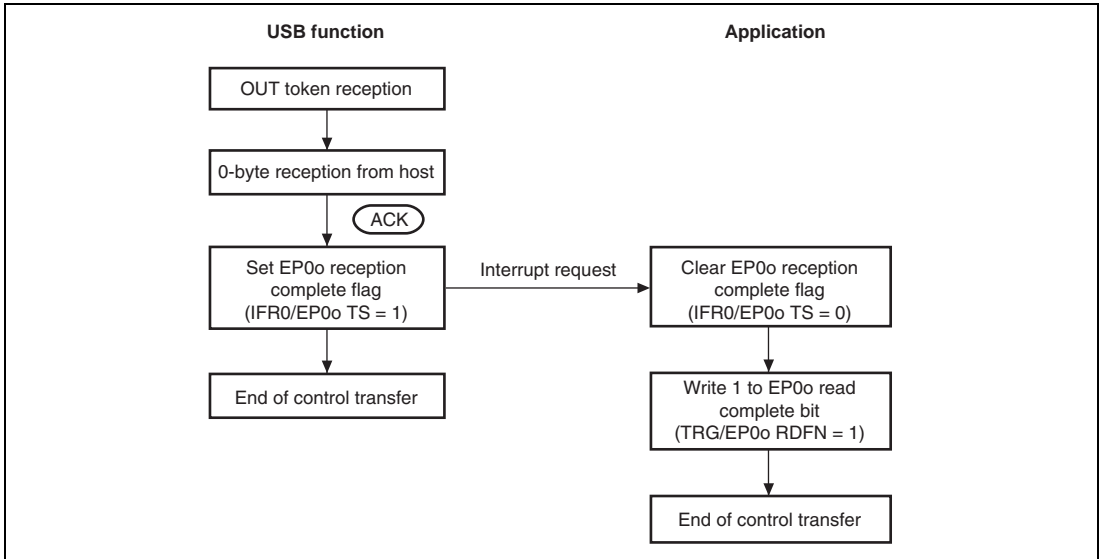 USB function
Application
OUT token reception
0-byte reception from host
ACK
Set EP0o reception
complete flag
(IFR0/EP0o TS = 1)
Interrupt request
Clear EP0o reception
complete flag
(IFR0/EP0o TS = 0)
End of control transfer
Write 1 to EP0o read
complete bit
(TRG/EP0o RDFN = 1)
End of control transfer